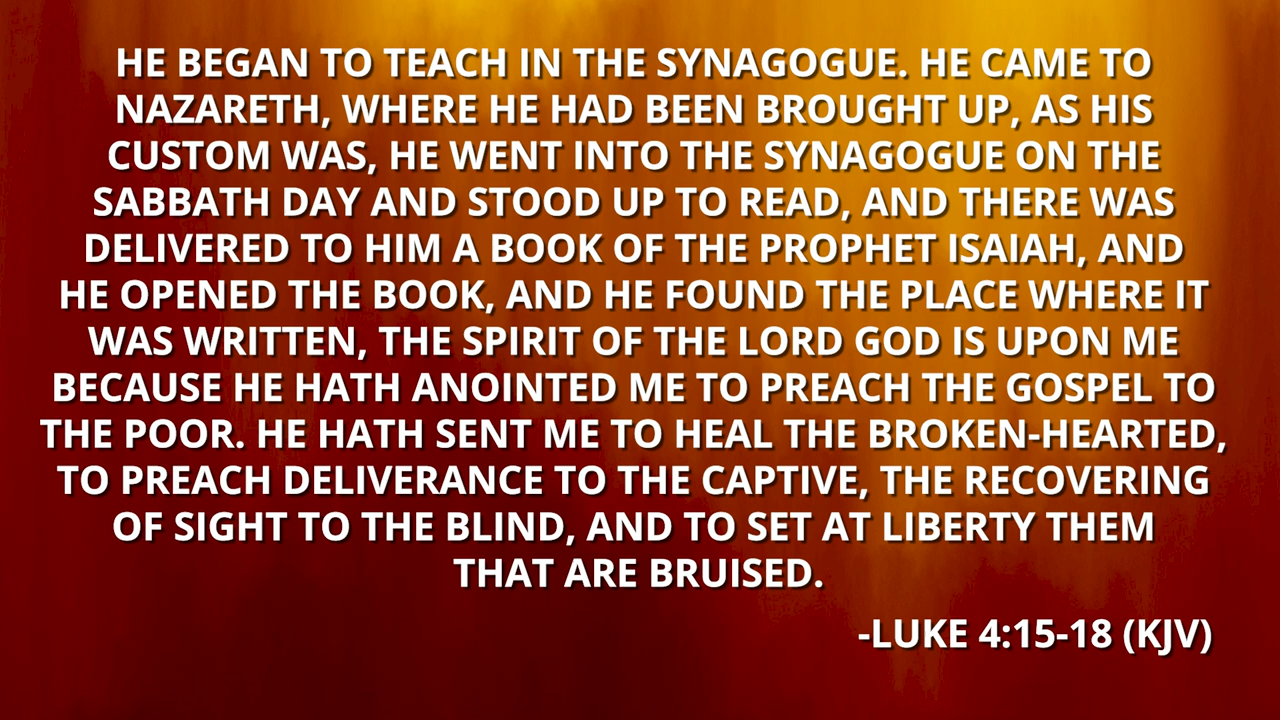 HE BEGAN TO TEACH IN THE SYNAGOGUE. HE CAME TO
NAZARETH, WHERE HE HAD BEEN BROUGHT UP, AS HIS
CUSTOM WAS, HE WENT INTO THE SYNAGOGUE ON THE
SABBATH DAY AND STOOD UP TO READ, AND THERE WAS
DELIVERED TO HIM A BOOK OF THE PROPHET ISAIAH, AND
HE OPENED THE BOOK, AND HE FOUND THE PLACE WHERE IT
WAS WRITTEN, THE SPIRIT OF THE LORD GOD IS UPON ME
BECAUSE HE HATH ANOINTED ME TO PREACH THE GOSPEL TO
THE POOR. HE HATH SENT ME TO HEAL THE BROKEN-HEARTED,
TO PREACH DELIVERANCE TO THE CAPTIVE, THE RECOVERING
OF SIGHT TO THE BLIND, AND TO SET AT LIBERTY THEM
THAT ARE BRUISED.
-LUKE 4:15-18 (KJV)